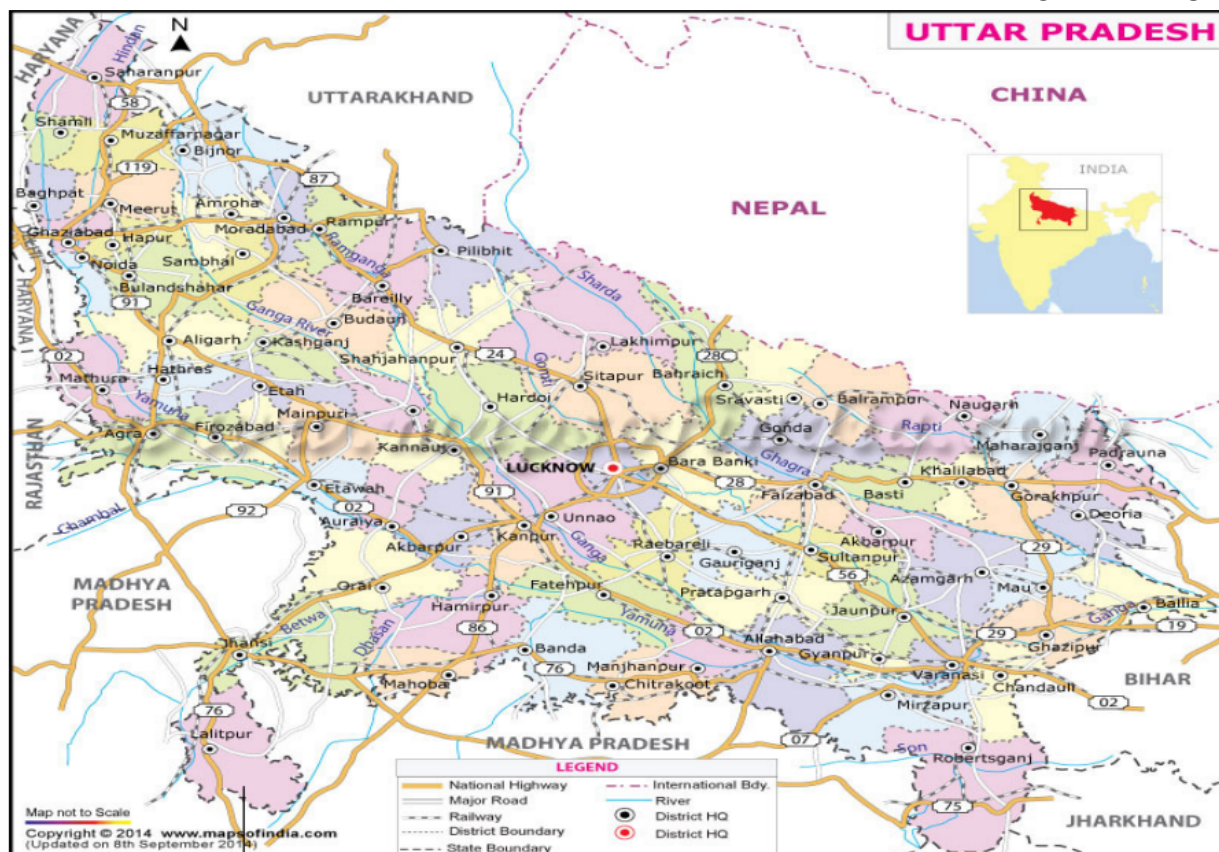 N
UTTAR PRADESH
HARYANA
Hindan
Saharanpur
58
UTTARAKHAND
CHINA
Shamli
Muzaffarnagar
Bijnor
119
INDIA
87
Baghpat
Meerut
Amroha
Rampur
NEPAL
Ghaziabad
Hapur
Moradabad
Delhi
Noida
Sambhal
Ramganga
Pilibhit
Bulandshahar
Bareilly
Sharda
HARYANA
91
Ganga River
Budaun
Aligarh
Kashganj
Shahjahanpur
24
Gomti
Lakhimpur
28C
02
Hathras
Mathura
Etah
Sitapur
Bahraich
Yamuna
Mainpuri
Hardoi
Sravasti
Balrampur
Naugarh
RAJASTHAN
Agra
Firozabad
Kannauj
Gonda
Rapti
Maharajganj
LUCKNOW
Bara Banki
Ghagra
Padrauna
Etawah
91
28
Faizabad
Basti
Khalilabad
Gorakhpur
Chambal
92
02
Auraiya
Unnao
Akbarpur
Deoria
Akbarpur
Kanpur
Ganga
Raebareli
Gauriganj
Sultanpur
29
MADHYA
PRADESH
Orai
Fatehpur
56
Azamgarh
Mau
Pratapgarh
Hamirpur
Jaunpur
Ganga
Ballia
Betwa
Dhasan
86
Yamuna
02
29
19
Jhansi
Banda
Allahabad
Gyanpur
Ghazipur
76
Manjhanpur
Varanasi
Mahoba
Chitrakoot
Chandauli
BIHAR
76
Mirzapur
02
Lalitpur
MADHYA PRADESH
07
Son
Robertsganj
75
JHARKHAND
LEGEND
National Highway
International Bdy.
Major Road
River
Railway
District HQ
District Boundary
District HQ
State Boundary
Map not to Scale
Copyright © 2014 www.mapsofindia.com
(Updated on 8th September 2014)